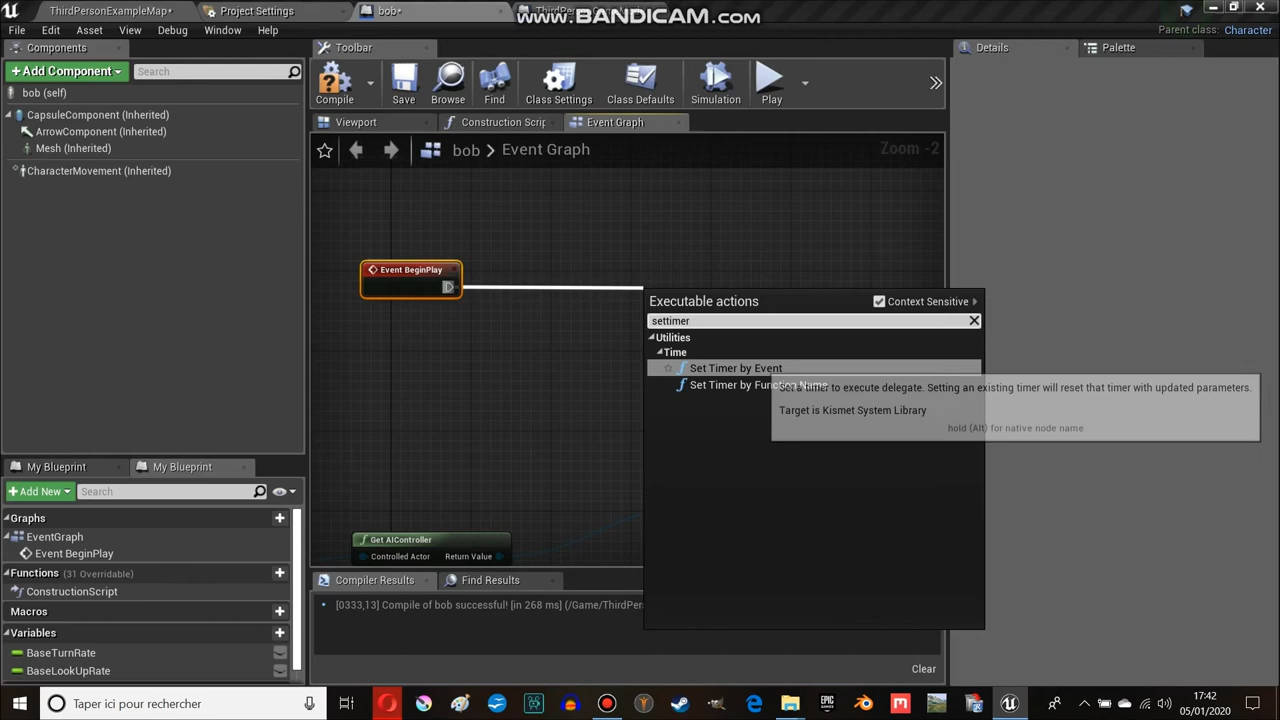 www.BANDICAM.com
ThirdPersonExampleMap*
Project Settings
bob*
File Edit Asset View Debug Window Help
Parent class: Character
Components
Toolbar
Details
Palette
+Add Component
Search
Compile
Save
Browse
Find
Class Settings
Class Defaults
Simulation
Play
bob (self)
CapsuleComponent (Inherited)
ArrowComponent (Inherited)
Mesh (Inherited)
CharacterMovement (Inherited)
Viewport
Construction Scrip
Event Graph
bob > Event Graph
Zoom -2
Event BeginPlay
Executable actions
Context Sensitive
settimer
Utilities
Time
Set Timer by Event
Set Timer by Function Name
Set a timer to execute delegate. Setting an existing timer will reset that timer with updated parameters.
Target is Kismet System Library
hold (Alt) for native node name
My Blueprint
My Blueprint
+Add New
Search
Graphs
EventGraph
Event BeginPlay
Functions (31 Overridable)
ConstructionScript
Macros
Variables
BaseTurnRate
BaseLookUpRate
Get AIController
Controlled Actor
Return Value
Compiler Results
Find Results
[0333,13] Compile of bob successful! [in 268 ms] (/Game/ThirdPers
Clear
Taper ici pour rechercher
17:42
05/01/2020